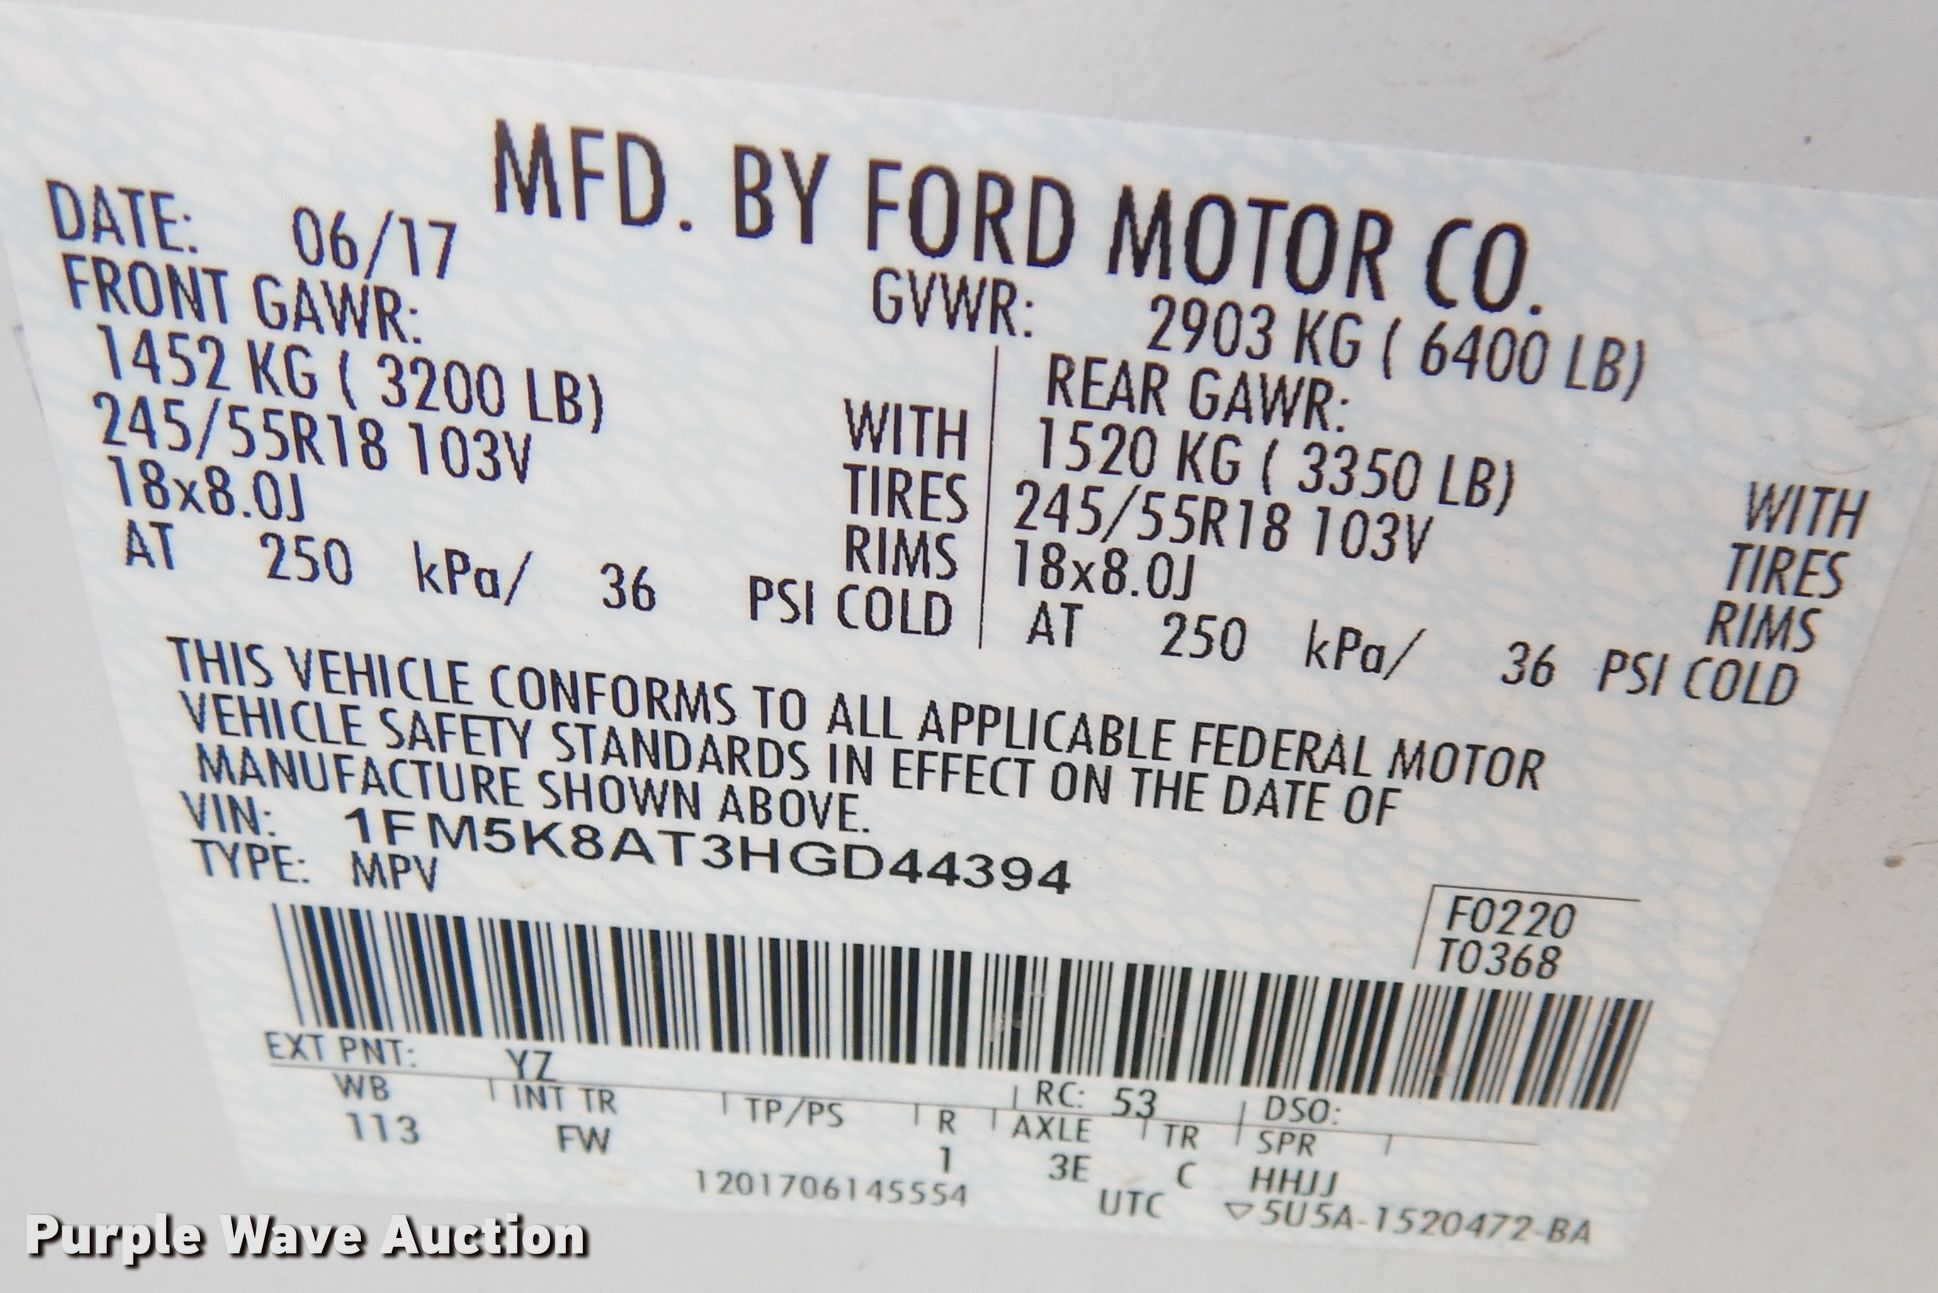 MFD. BY FORD MOTOR CO.
DATE: 06/17 GVWR: 2903 KG ( 6400 LB)
FRONT GAWR: REAR GAWR:
1452 KG ( 3200 LB) WITH 1520 KG ( 3350 LB) WITH
245/55R18 103V TIRES 245/55R18 103V TIRES
18x8.0J RIMS 18x8.0J RIMS
AT 250 kPa/ 36 PSI COLD AT 250 kPa/ 36 PSI COLD
THIS VEHICLE CONFORMS TO ALL APPLICABLE FEDERAL MOTOR
VEHICLE SAFETY STANDARDS IN EFFECT ON THE DATE OF
MANUFACTURE SHOWN ABOVE.
VIN: 1FM5K8AT3HGD44394
TYPE: MPV
F0220
T0368
EXT PNT: YZ RC: 53 DSO:
WB INT TR TP/PS R AXLE TR SPR
113 FW 1 3E C HHJJ
1201706145554 UTC ▽5U5A-1520472-BA
Purple Wave Auction